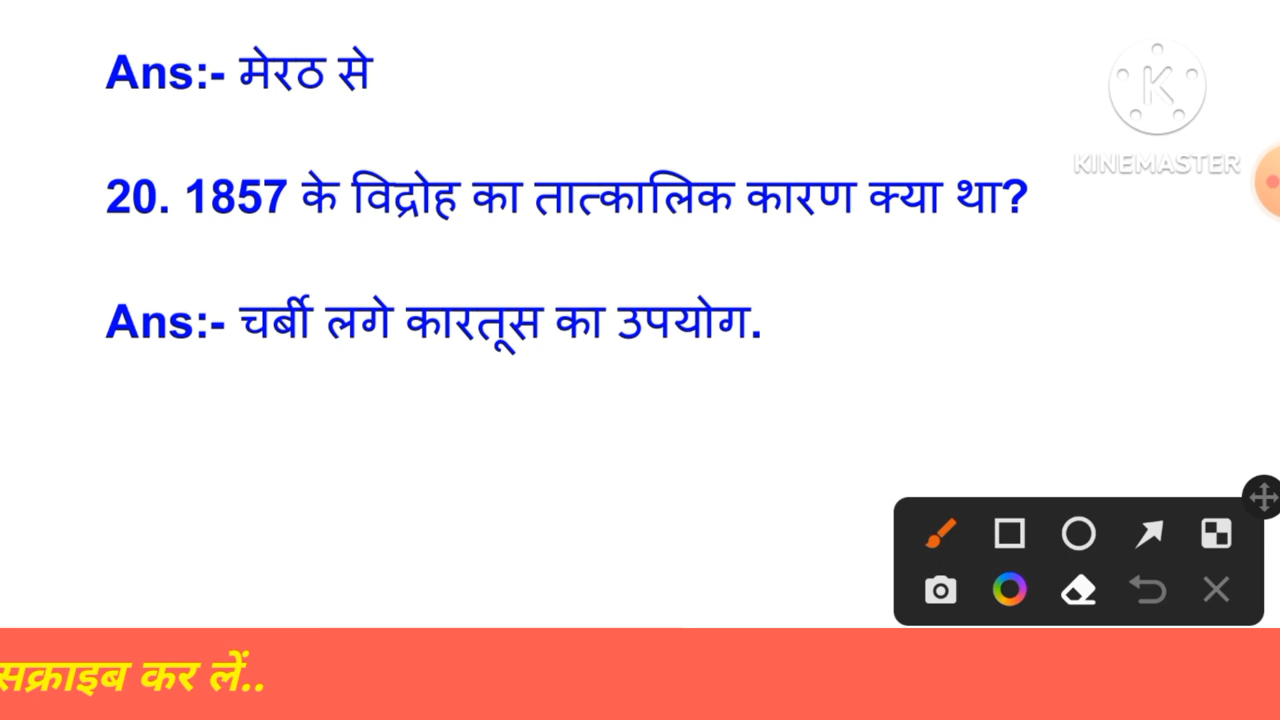 Ans:- मेरठ से
KINEMASTER
20. 1857 के विद्रोह का तात्कालिक कारण क्या था?
Ans:- चर्बी लगे कारतूस का उपयोग.
सक्राइब कर लें..